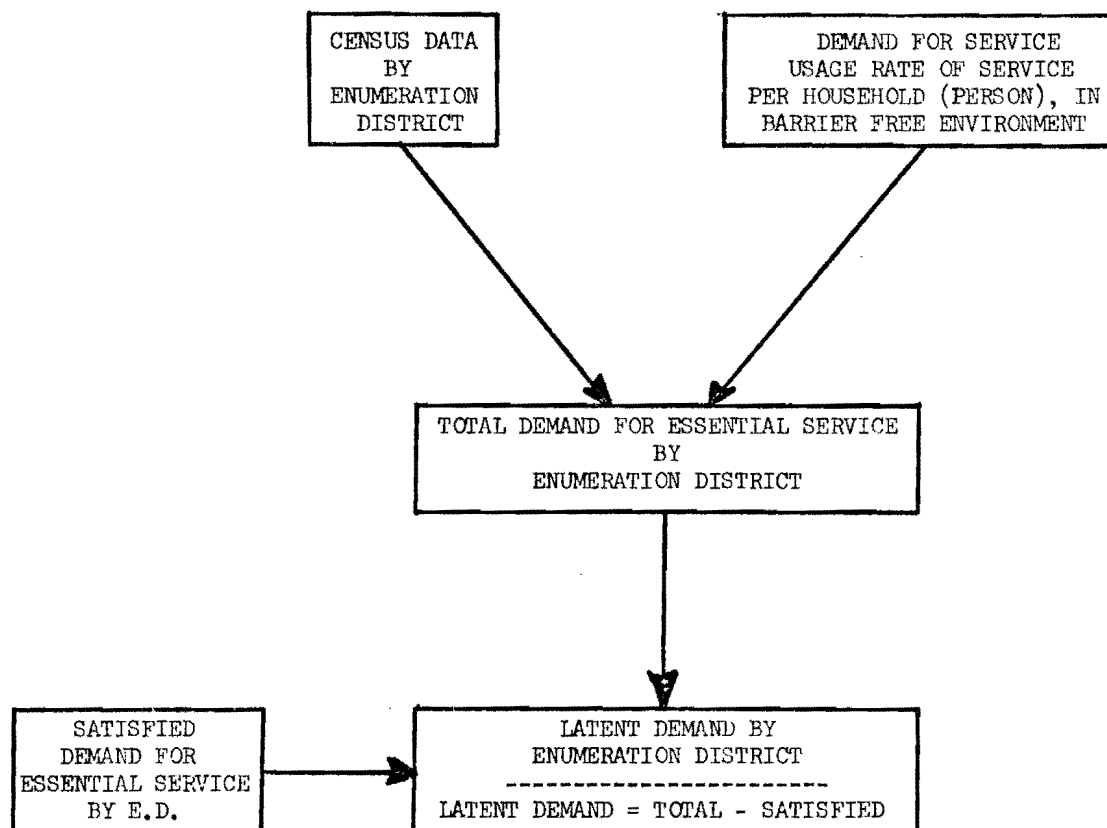 CENSUS DATA
BY
ENUMERATION
DISTRICT
DEMAND FOR SERVICE
USAGE RATE OF SERVICE
PER HOUSEHOLD (PERSON), IN
BARRIER FREE ENVIRONMENT
TOTAL DEMAND FOR ESSENTIAL SERVICE
BY
ENUMERATION DISTRICT
SATISFIED
DEMAND FOR
ESSENTIAL SERVICE
BY E.D.
LATENT DEMAND BY
ENUMERATION DISTRICT
-------------------------
LATENT DEMAND = TOTAL - SATISFIED